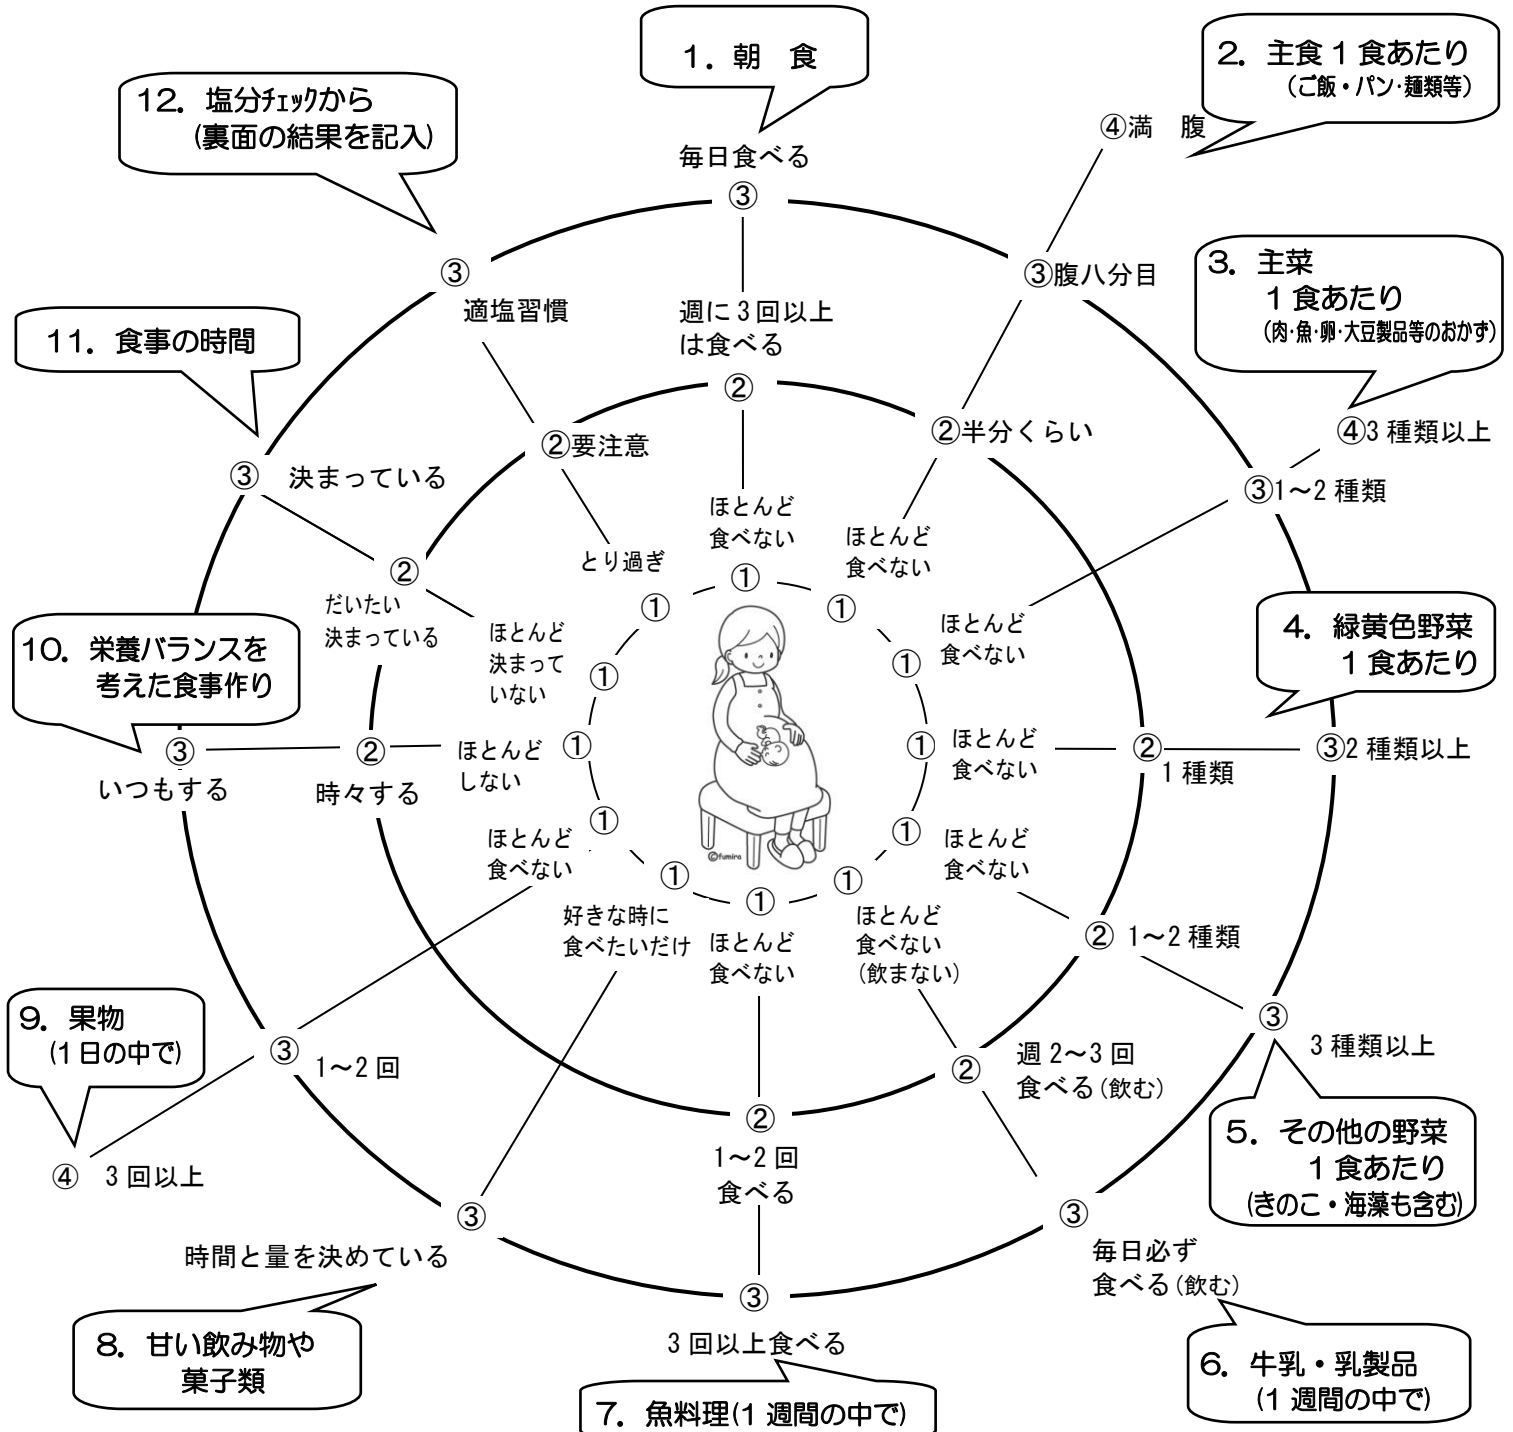 1．朝　食
毎日食べる
③
週に3回以上
は食べる
②
ほとんど
食べない
①
2．主食1食あたり
（ご飯・パン・麺類等）
④満　腹
③腹八分目
②半分くらい
ほとんど
食べない
①
3．主菜
1食あたり
（肉・魚・卵・大豆製品等のおかず）
④3種類以上
③1～2種類
ほとんど
食べない
①
4．緑黄色野菜
1食あたり
③2種類以上
②
1種類
ほとんど
食べない
①
5．その他の野菜
1食あたり
（きのこ・海藻も含む）
③
3種類以上
②　1～2種類
ほとんど
食べない
①
6．牛乳・乳製品
（1週間の中で）
③
毎日必ず
食べる（飲む）
②
週2～3回
食べる（飲む）
ほとんど
食べない
（飲まない）
①
7．魚料理（1週間の中で）
3回以上食べる
③
②
1～2回
食べる
ほとんど
食べない
①
8．甘い飲み物や
菓子類
③
時間と量を決めている
好きな時に
食べたいだけ
①
9．果物
（1日の中で）
④　3回以上
③　1～2回
ほとんど
食べない
①
10．栄養バランスを
考えた食事作り
③
いつもする
②
時々する
ほとんど
しない
①
11．食事の時間
③　決まっている
②
だいたい
決まっている
ほとんど
決まって
いない
①
12．塩分ﾁｪｯｸから
（裏面の結果を記入）
③
適塩習慣
②要注意
とり過ぎ
①
©fumira